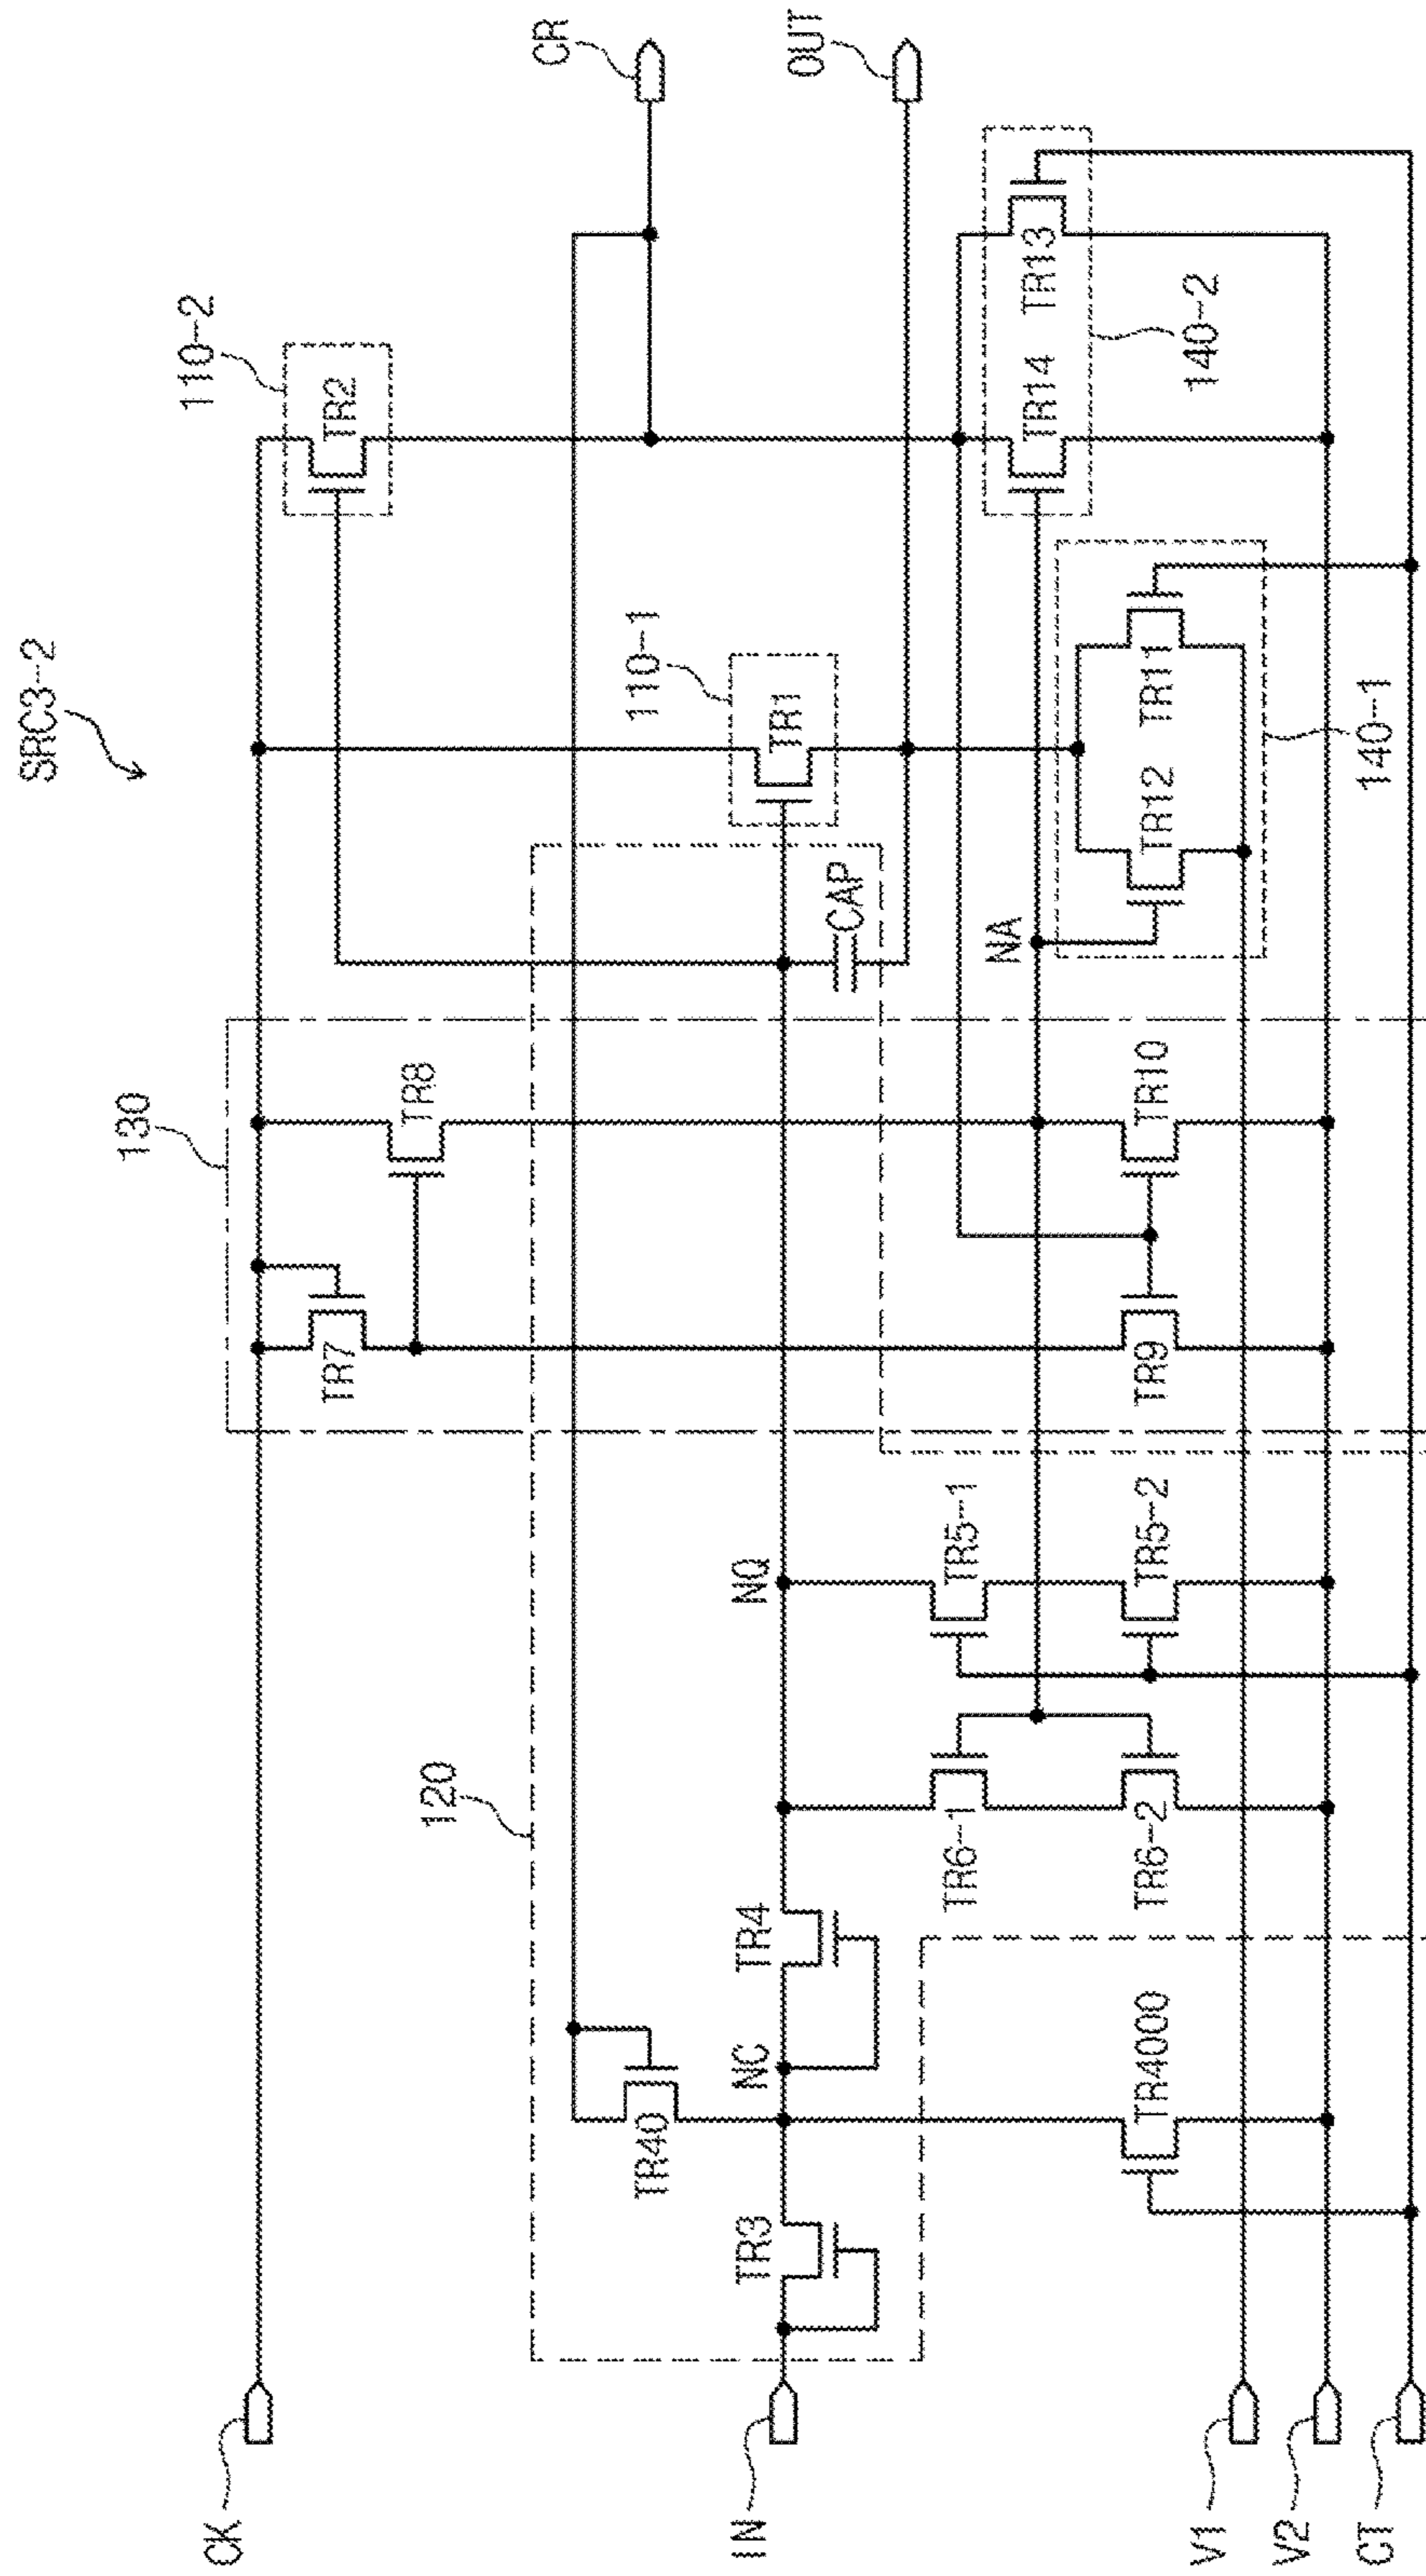 SRC3-2
CR
OUT
110-2
TR2
110-1
TR1
CAP
130
TR8
TR7
TR13
TR14
140-2
NA
TR11
TR12
140-1
TR10
TR9
120
NQ
TR5-1
TR5-2
TR6-1
TR6-2
TR4
NC
TR40
TR3
TR4000
CK
IN
V1
V2
CT